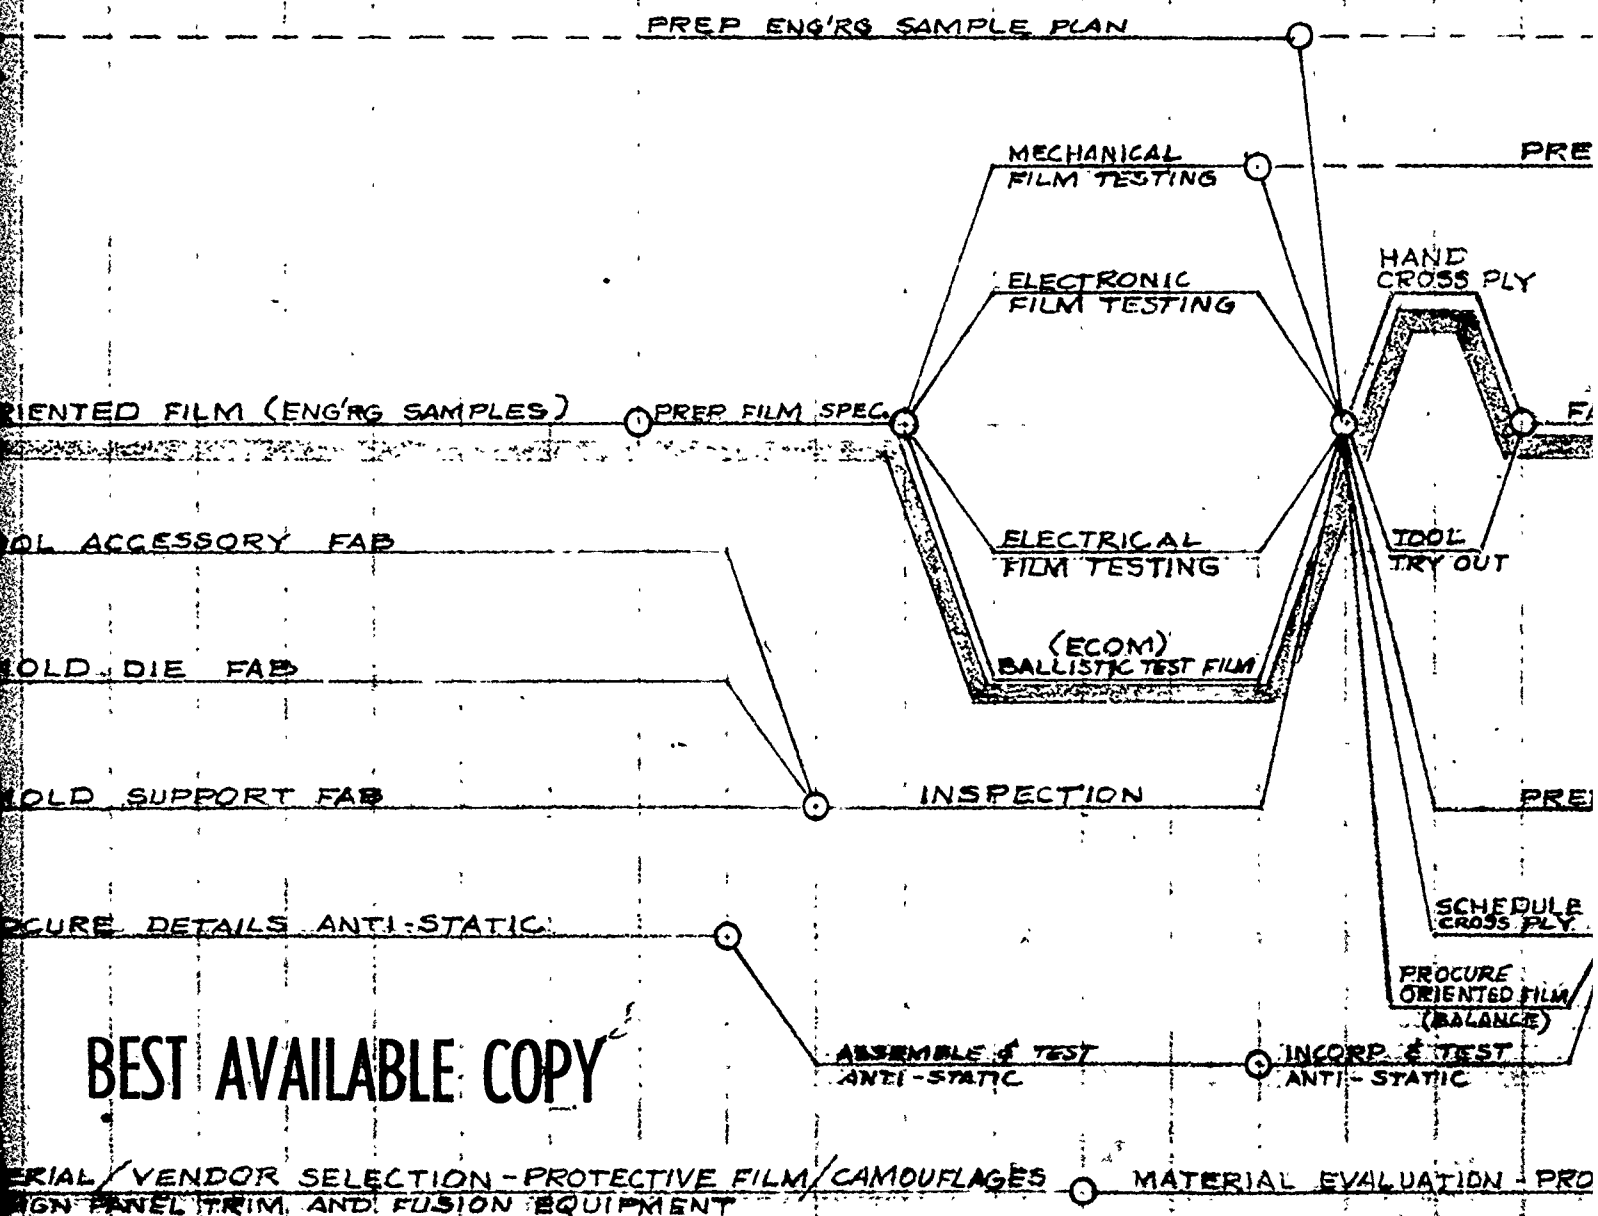 PREP ENG'RG SAMPLE PLAN
MECHANICAL
FILM TESTING
PRE
HAND
CROSS PLY
ELECTRONIC
FILM TESTING
RIENTED FILM (ENG'RG SAMPLES)
PREP FILM SPEC.
FA
OL ACCESSORY FAB
ELECTRICAL
FILM TESTING
TOOL
TRY OUT
(ECOM)
BALLISTIC TEST FILM
OLD DIE FAB
OLD SUPPORT FAB
INSPECTION
PRE
OCURE DETAILS ANTI-STATIC
SCHEDULE
CROSS PLY
PROCURE
ORIENTED FILM
(BALANCE)
BEST AVAILABLE COPY
ASSEMBLE & TEST
ANTI-STATIC
INCORP & TEST
ANTI-STATIC
ERIAL/VENDOR SELECTION-PROTECTIVE FILM/CAMOUFLAGES
MATERIAL EVALUATION - PRO
IGN PANEL TRIM AND FUSION EQUIPMENT